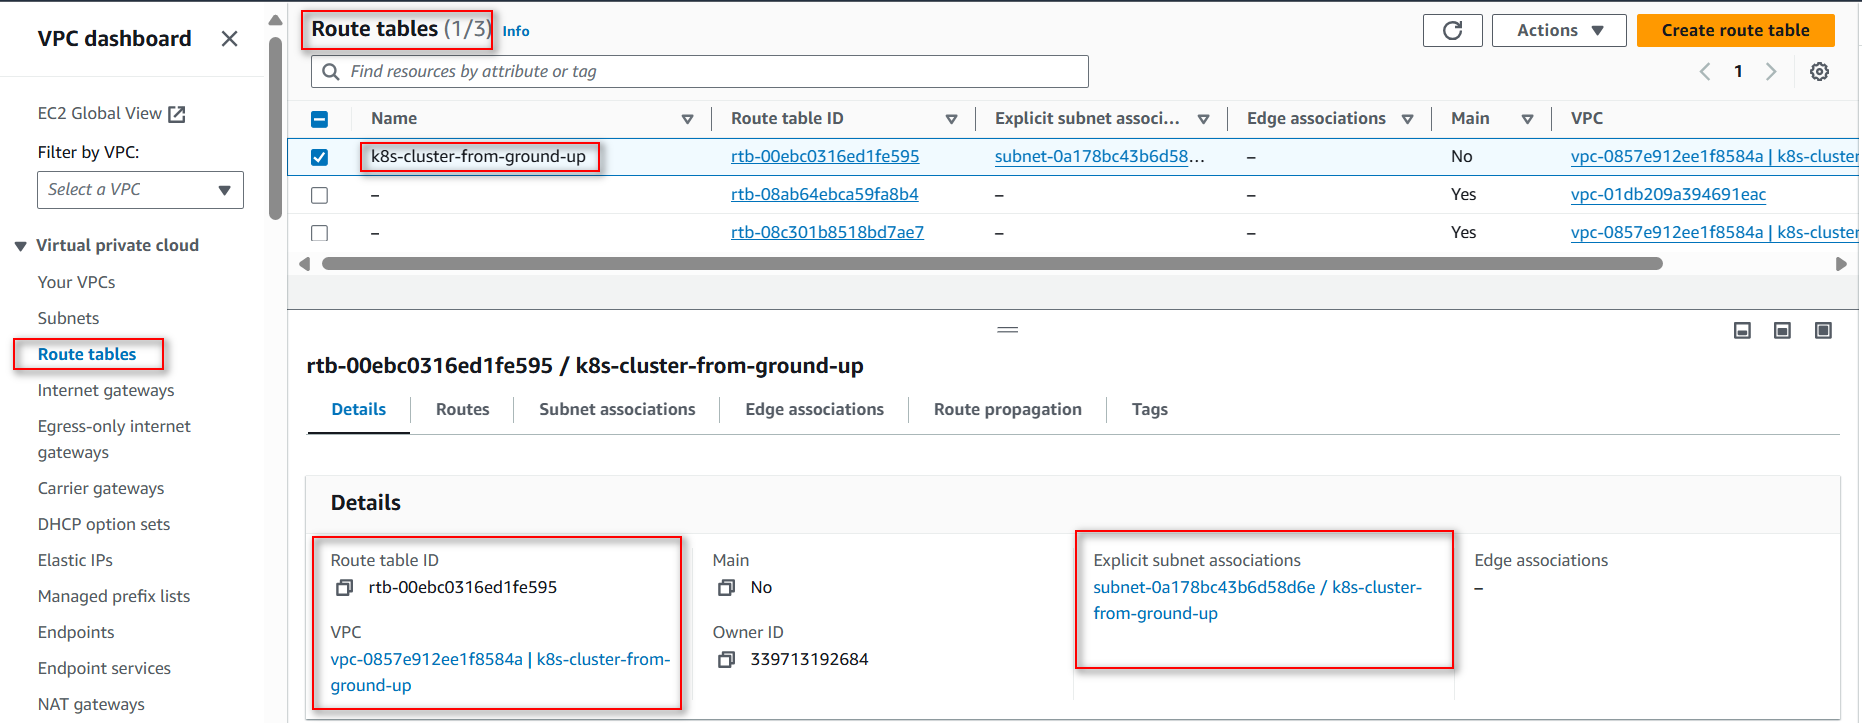 VPC dashboard
EC2 Global View
Filter by VPC:
Select a VPC
Virtual private cloud
Your VPCs
Subnets
Route tables
Internet gateways
Egress-only internet
gateways
Carrier gateways
DHCP option sets
Elastic IPs
Managed prefix lists
Endpoints
Endpoint services
NAT gateways
Route tables (1/3) Info
Actions
Create route table
Find resources by attribute or tag
1
Name Route table ID Explicit subnet associ... Edge associations Main VPC
k8s-cluster-from-ground-up rtb-00ebc0316ed1fe595 subnet-0a178bc43b6d58... – No vpc-0857e912ee1f8584a | k8s-cluster
– rtb-08ab64ebca59fa8b4 – – Yes vpc-01db209a394691eac
– rtb-08c301b8518bd7ae7 – – Yes vpc-0857e912ee1f8584a | k8s-cluster
rtb-00ebc0316ed1fe595 / k8s-cluster-from-ground-up
Details Routes Subnet associations Edge associations Route propagation Tags
Details
Route table ID
rtb-00ebc0316ed1fe595
VPC
vpc-0857e912ee1f8584a | k8s-cluster-from-
ground-up
Main
No
Owner ID
339713192684
Explicit subnet associations
subnet-0a178bc43b6d58d6e / k8s-cluster-
from-ground-up
Edge associations
–